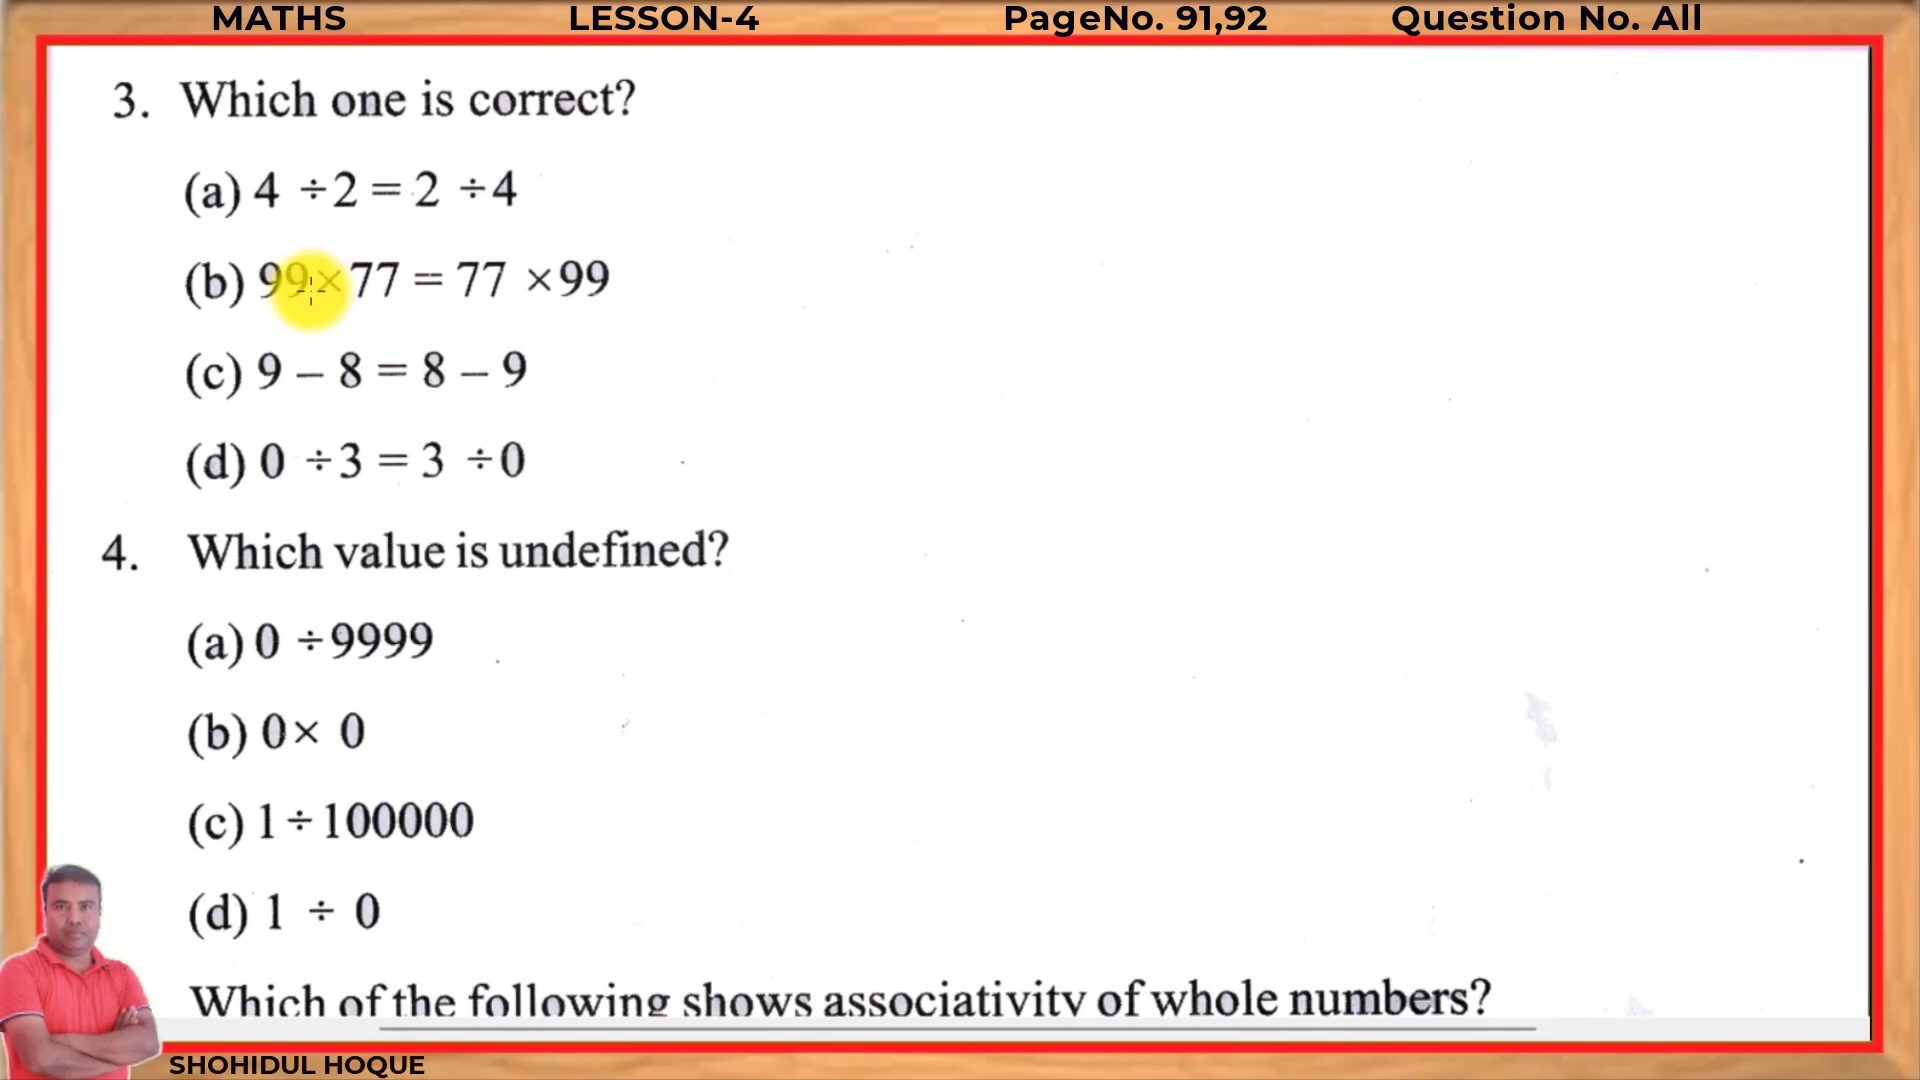 MATHS LESSON-4 PageNo. 91,92 Question No. All
3. Which one is correct?
(a) 4 ÷2 = 2 ÷4
(b) 99×77 = 77 ×99
(c) 9 – 8 = 8 – 9
(d) 0 ÷3 = 3 ÷0
4. Which value is undefined?
(a) 0 ÷9999
(b) 0× 0
(c) 1÷100000
(d) 1 ÷ 0
Which of the following shows associativity of whole numbers?
SHOHIDUL HOQUE